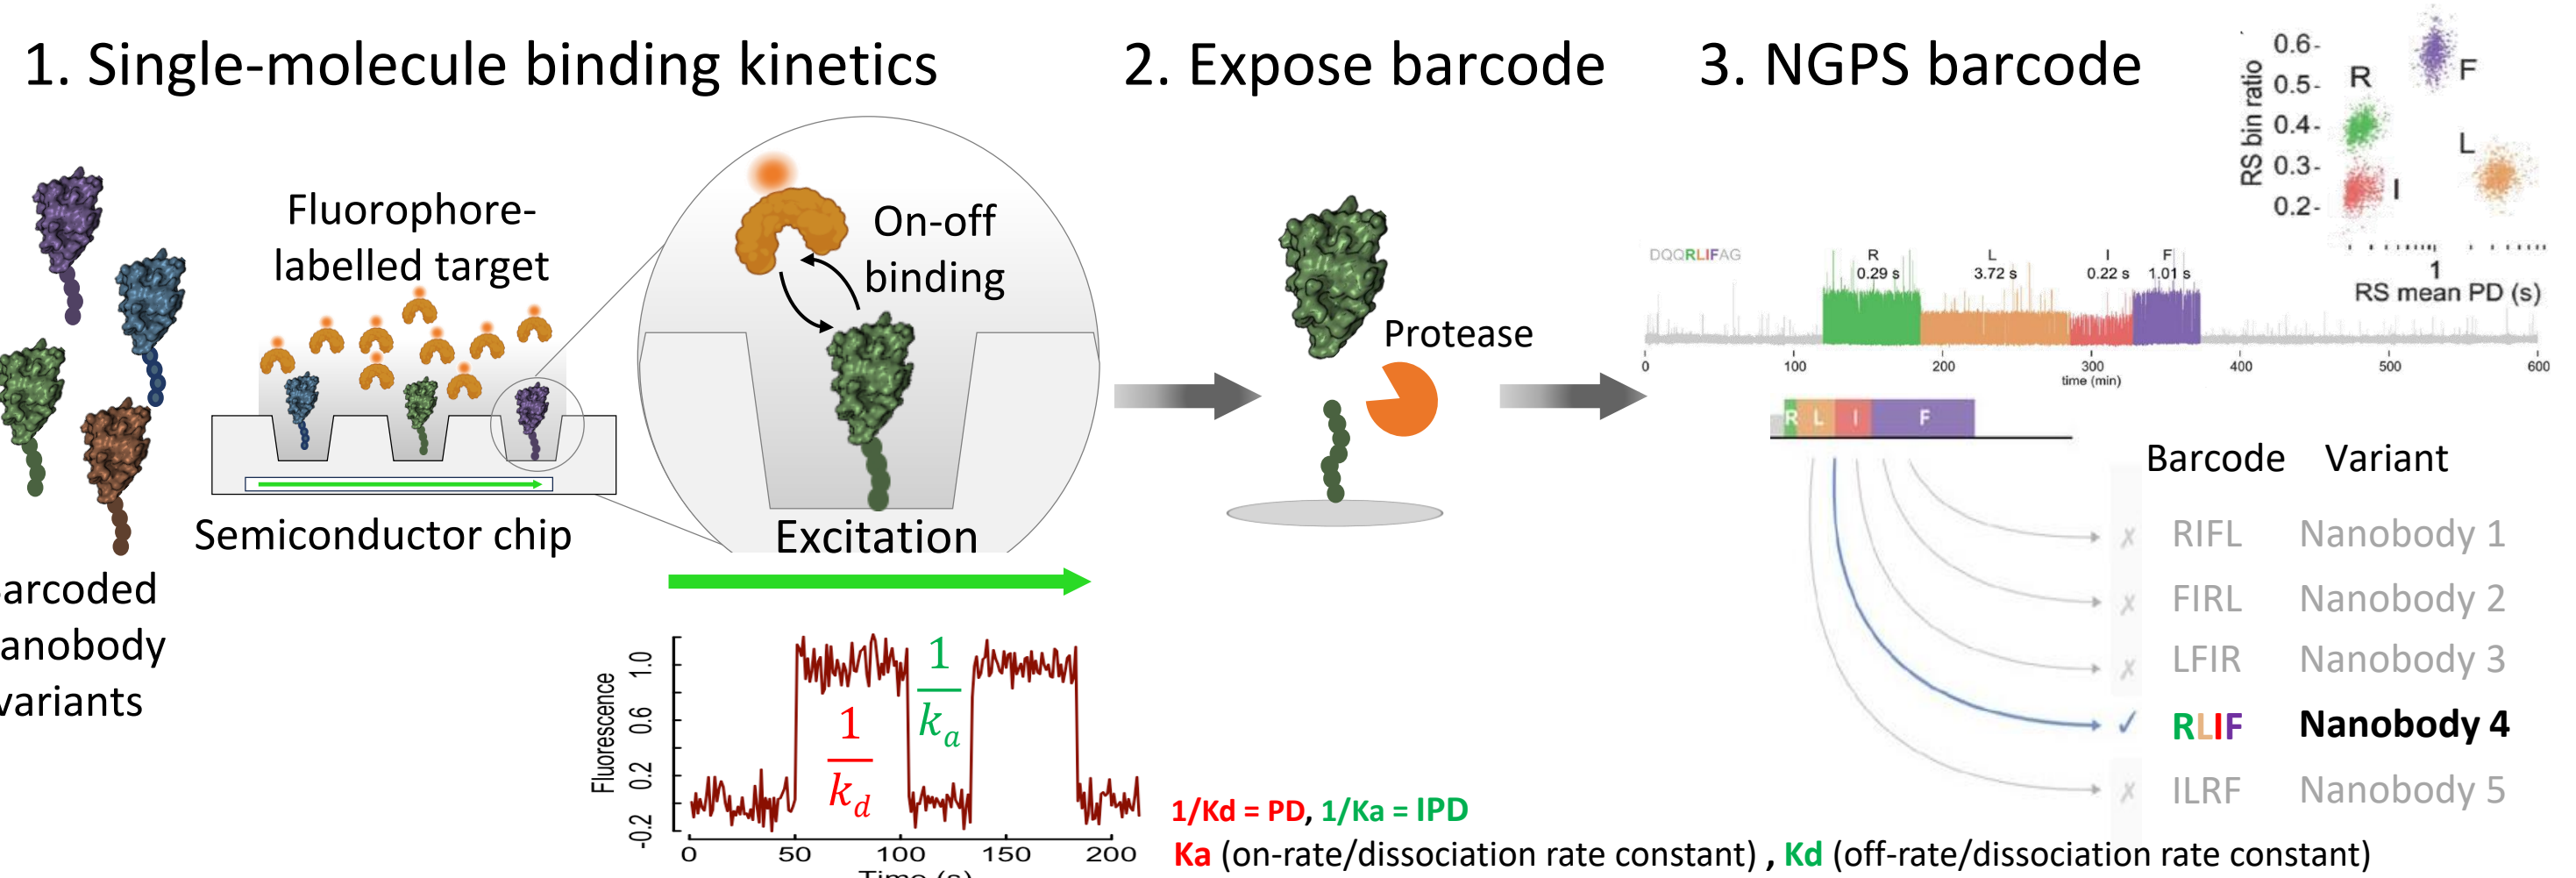 1. Single-molecule binding kinetics
2. Expose barcode
3. NGPS barcode
Fluorophore-
labelled target
On-off
binding
Semiconductor chip
Excitation
arcoded
anobody
variants
Fluorescence
-0.2 0.2 0.6 1.0
1
k_d
1
k_a
0 50 100 150 200
Time (s)
Protease
1/Kd = PD, 1/Ka = IPD
Ka (on-rate/dissociation rate constant) , Kd (off-rate/dissociation rate constant)
RS bin ratio
0.6-
0.5-
0.4-
0.3-
0.2-
R
F
L
I
1
RS mean PD (s)
DQQRLIFAG
R L I F
0.29 s 3.72 s 0.22 s 1.01 s
0 100 200 300 400 500 600
time (min)
R L I F
Barcode Variant
✗ RIFL Nanobody 1
✗ FIRL Nanobody 2
✗ LFIR Nanobody 3
✓ RLIF Nanobody 4
✗ ILRF Nanobody 5